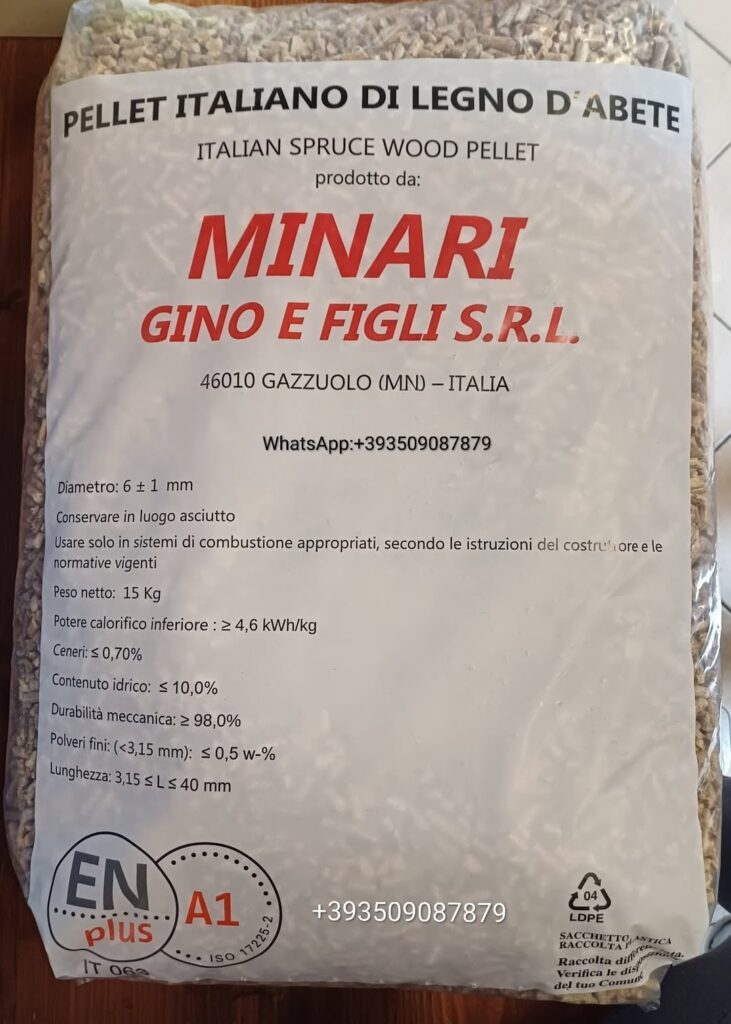 PELLET ITALIANO DI LEGNO D'ABETE
ITALIAN SPRUCE WOOD PELLET
prodotto da:
MINARI
GINO E FIGLI S.R.L.
46010 GAZZUOLO (MN) – ITALIA
WhatsApp:+393509087879
Diametro: 6 ± 1 mm
Conservare in luogo asciutto
Usare solo in sistemi di combustione appropriati, secondo le istruzioni del costruttore e le
normative vigenti
Peso netto: 15 Kg
Potere calorifico inferiore : ≥ 4,6 kWh/kg
Ceneri: ≤ 0,70%
Contenuto idrico: ≤ 10,0%
Durabilità meccanica: ≥ 98,0%
Polveri fini: (<3,15 mm): ≤ 0,5 w-%
Lunghezza: 3,15 ≤ L ≤ 40 mm
EN
plus
A1
ISO 17225-2
IT
+393509087879
04
LDPE
SACCHETTO PLASTICA
RACCOLTA
Raccolta differenziata.
Verifica le
del tuo Comune